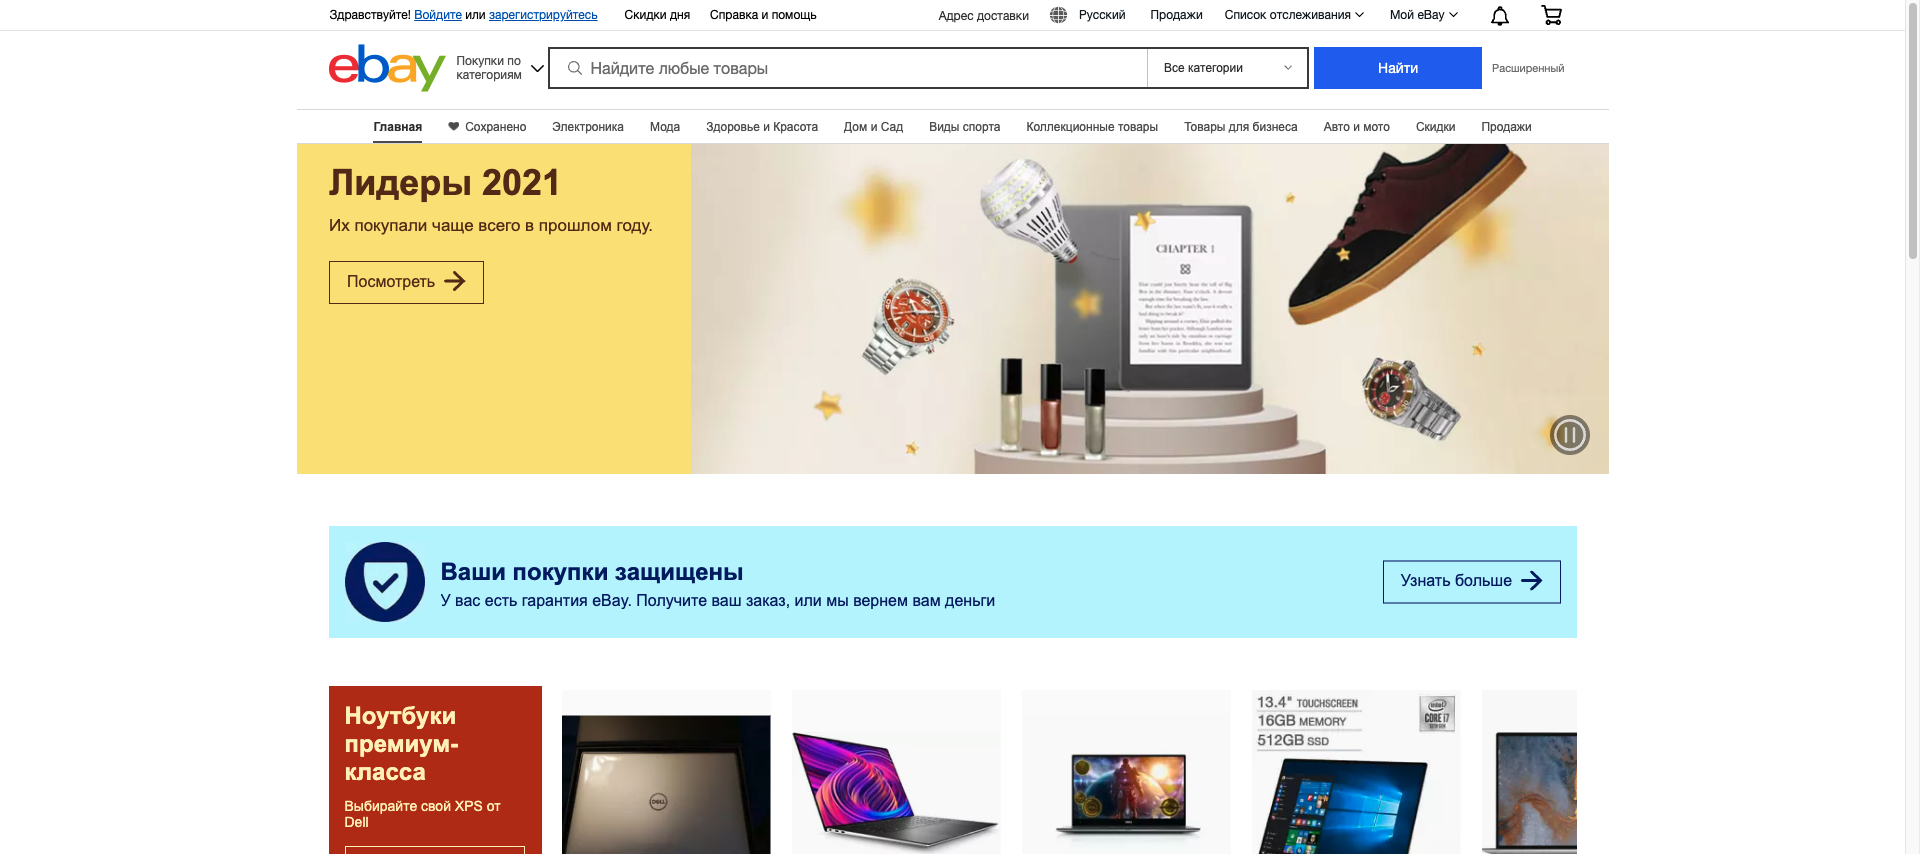 Здравствуйте! Войдите или зарегистрируйтесь
Скидки дня
Справка и помощь
Адрес доставки
Русский
Продажи
Список отслеживания
Мой eBay
ebay
Покупки по
категориям
Найдите любые товары
Все категории
Найти
Расширенный
Главная
Сохранено
Электроника
Мода
Здоровье и Красота
Дом и Сад
Виды спорта
Коллекционные товары
Товары для бизнеса
Авто и мото
Скидки
Продажи
Лидеры 2021
Их покупали чаще всего в прошлом году.
Посмотреть
CHAPTER 1
Ваши покупки защищены
У вас есть гарантия eBay. Получите ваш заказ, или мы вернем вам деньги
Узнать больше
Ноутбуки
премиум-
класса
Выбирайте свой XPS от
Dell
DELL
13.4" TOUCHSCREEN
16GB MEMORY
512GB SSD
intel
CORE i7